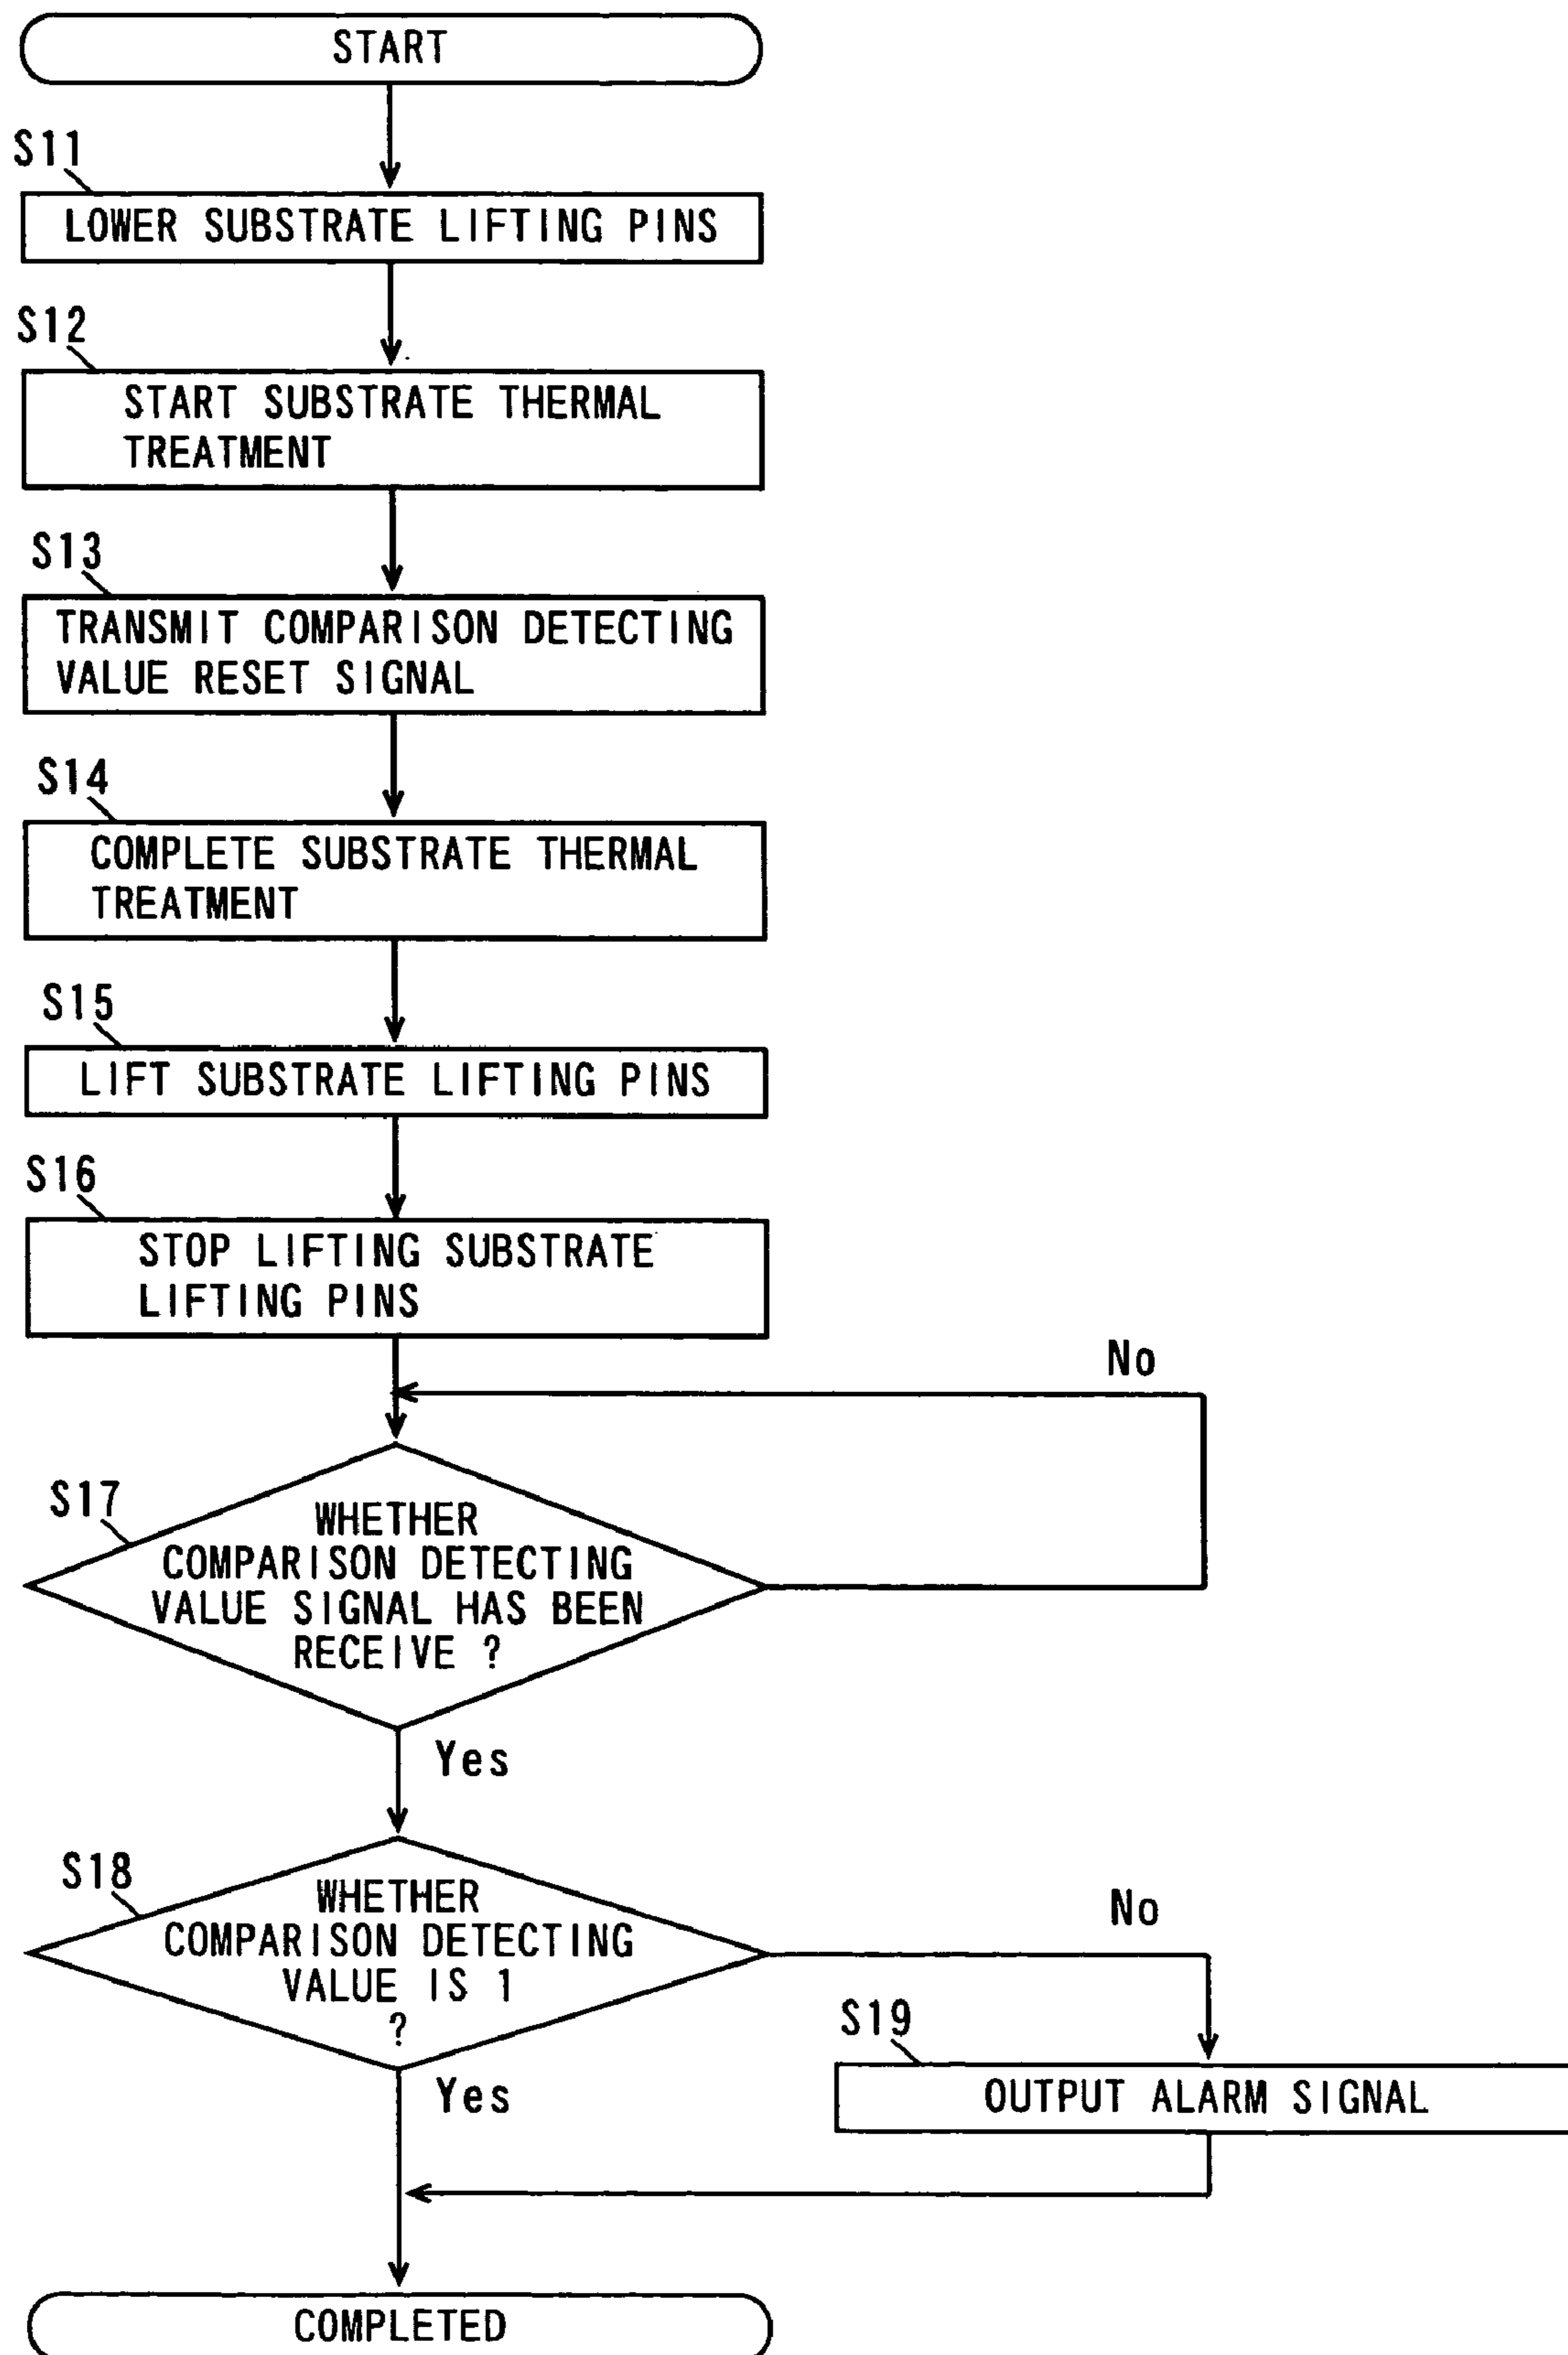 START
S11
LOWER SUBSTRATE LIFTING PINS
S12
START SUBSTRATE THERMAL
TREATMENT
S13
TRANSMIT COMPARISON DETECTING
VALUE RESET SIGNAL
S14
COMPLETE SUBSTRATE THERMAL
TREATMENT
S15
LIFT SUBSTRATE LIFTING PINS
S16
STOP LIFTING SUBSTRATE
LIFTING PINS
No
S17
WHETHER
COMPARISON DETECTING
VALUE SIGNAL HAS BEEN
RECEIVE ?
Yes
S18
WHETHER
COMPARISON DETECTING
VALUE IS 1
?
No
S19
OUTPUT ALARM SIGNAL
Yes
COMPLETED